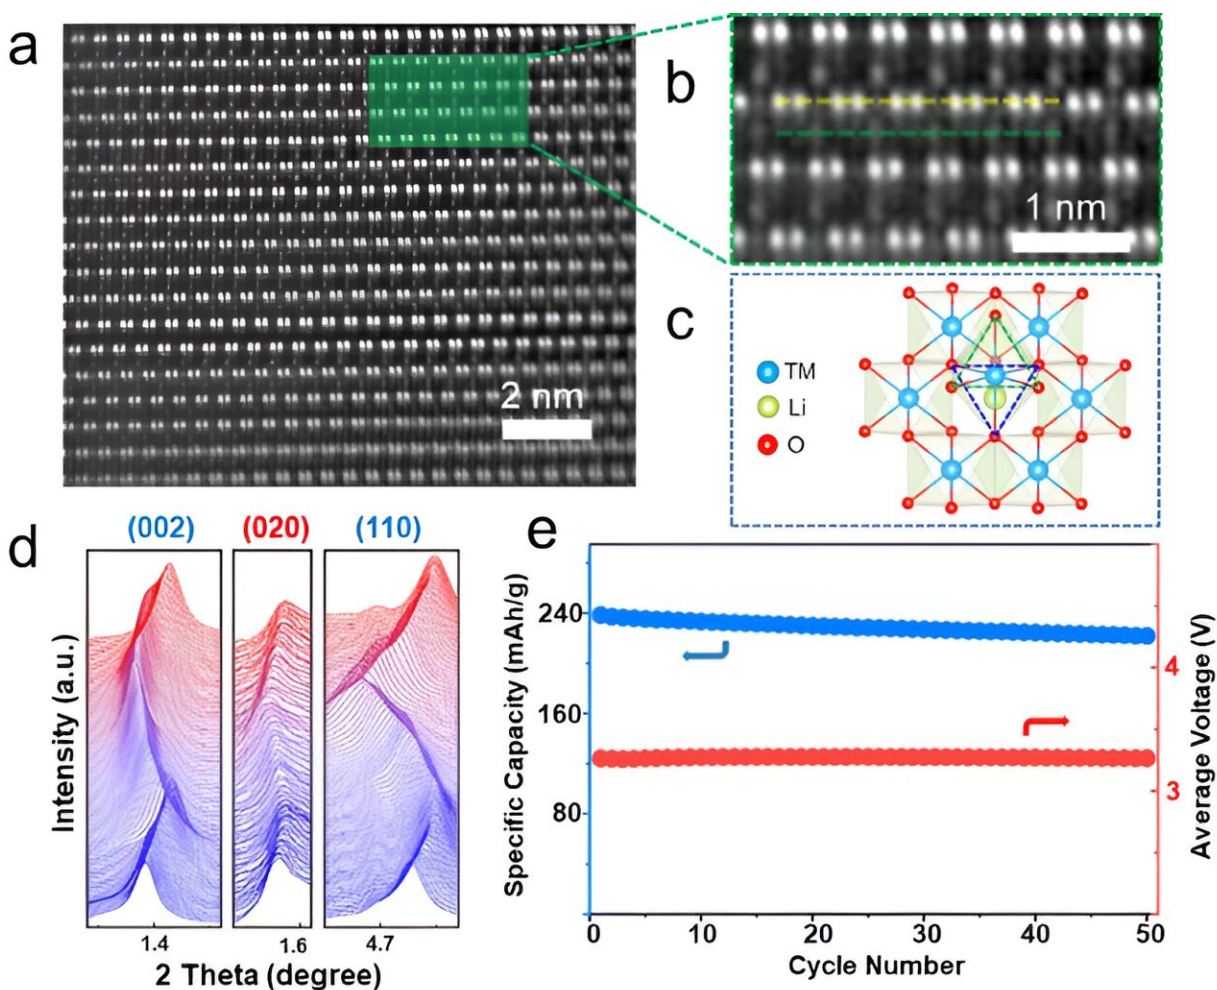 a
2 nm
b
1 nm
c
TM
Li
O
d
(002)
(020)
(110)
Intensity (a.u.)
1.4
1.6
4.7
2 Theta (degree)
e
Specific Capacity (mAh/g)
240
160
80
0
10
20
30
40
50
Cycle Number
4
3
Average Voltage (V)